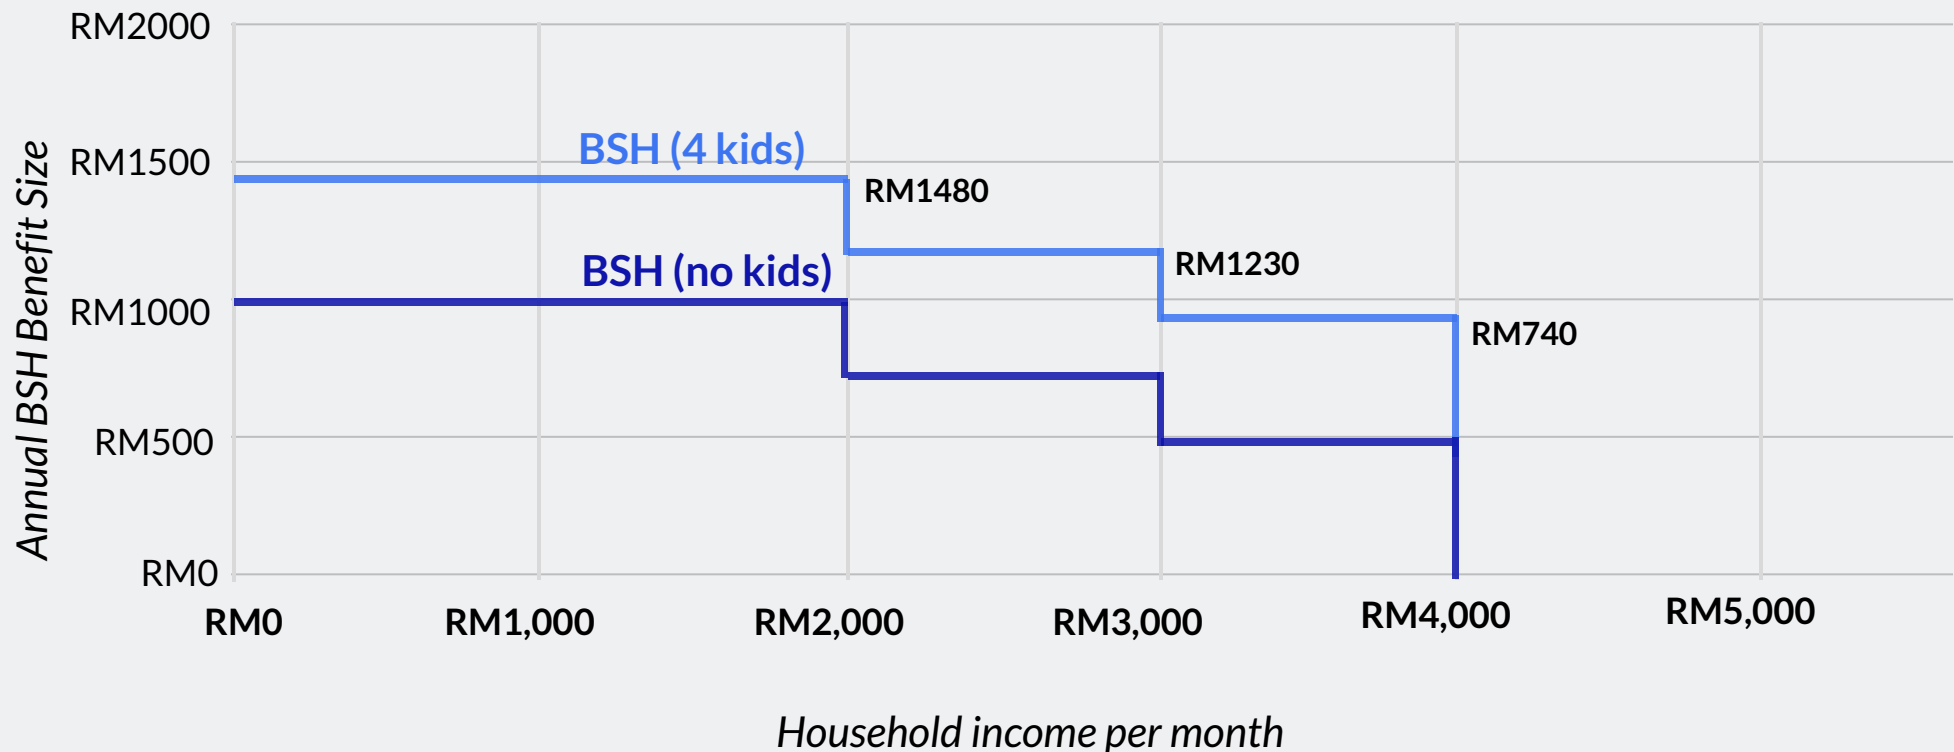 RM2000
RM1500
RM1000
RM500
RM0
Annual BSH Benefit Size
BSH (4 kids)
RM1480
BSH (no kids)
RM1230
RM740
RM0
RM1,000
RM2,000
RM3,000
RM4,000
RM5,000
Household income per month